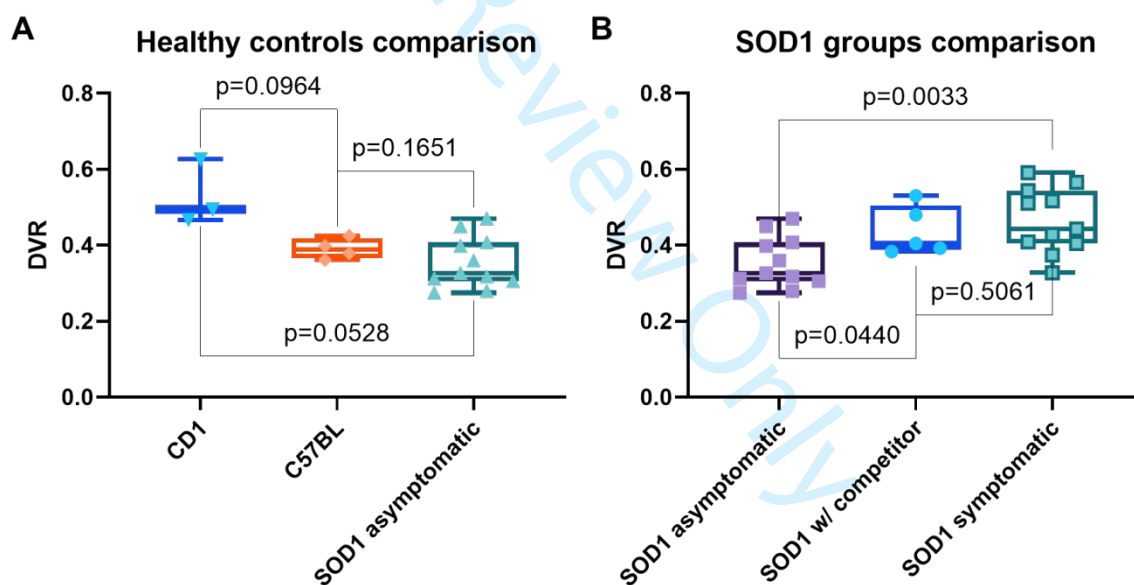 A
Healthy controls comparison
p=0.0964
p=0.1651
p=0.0528
DVR
0.8
0.6
0.4
0.2
0.0
CD1
C57BL
SOD1 asymptomatic
B
SOD1 groups comparison
p=0.0033
p=0.5061
p=0.0440
DVR
0.8
0.6
0.4
0.2
0.0
SOD1 asymptomatic
SOD1 w/ competitor
SOD1 symptomatic
Review Only